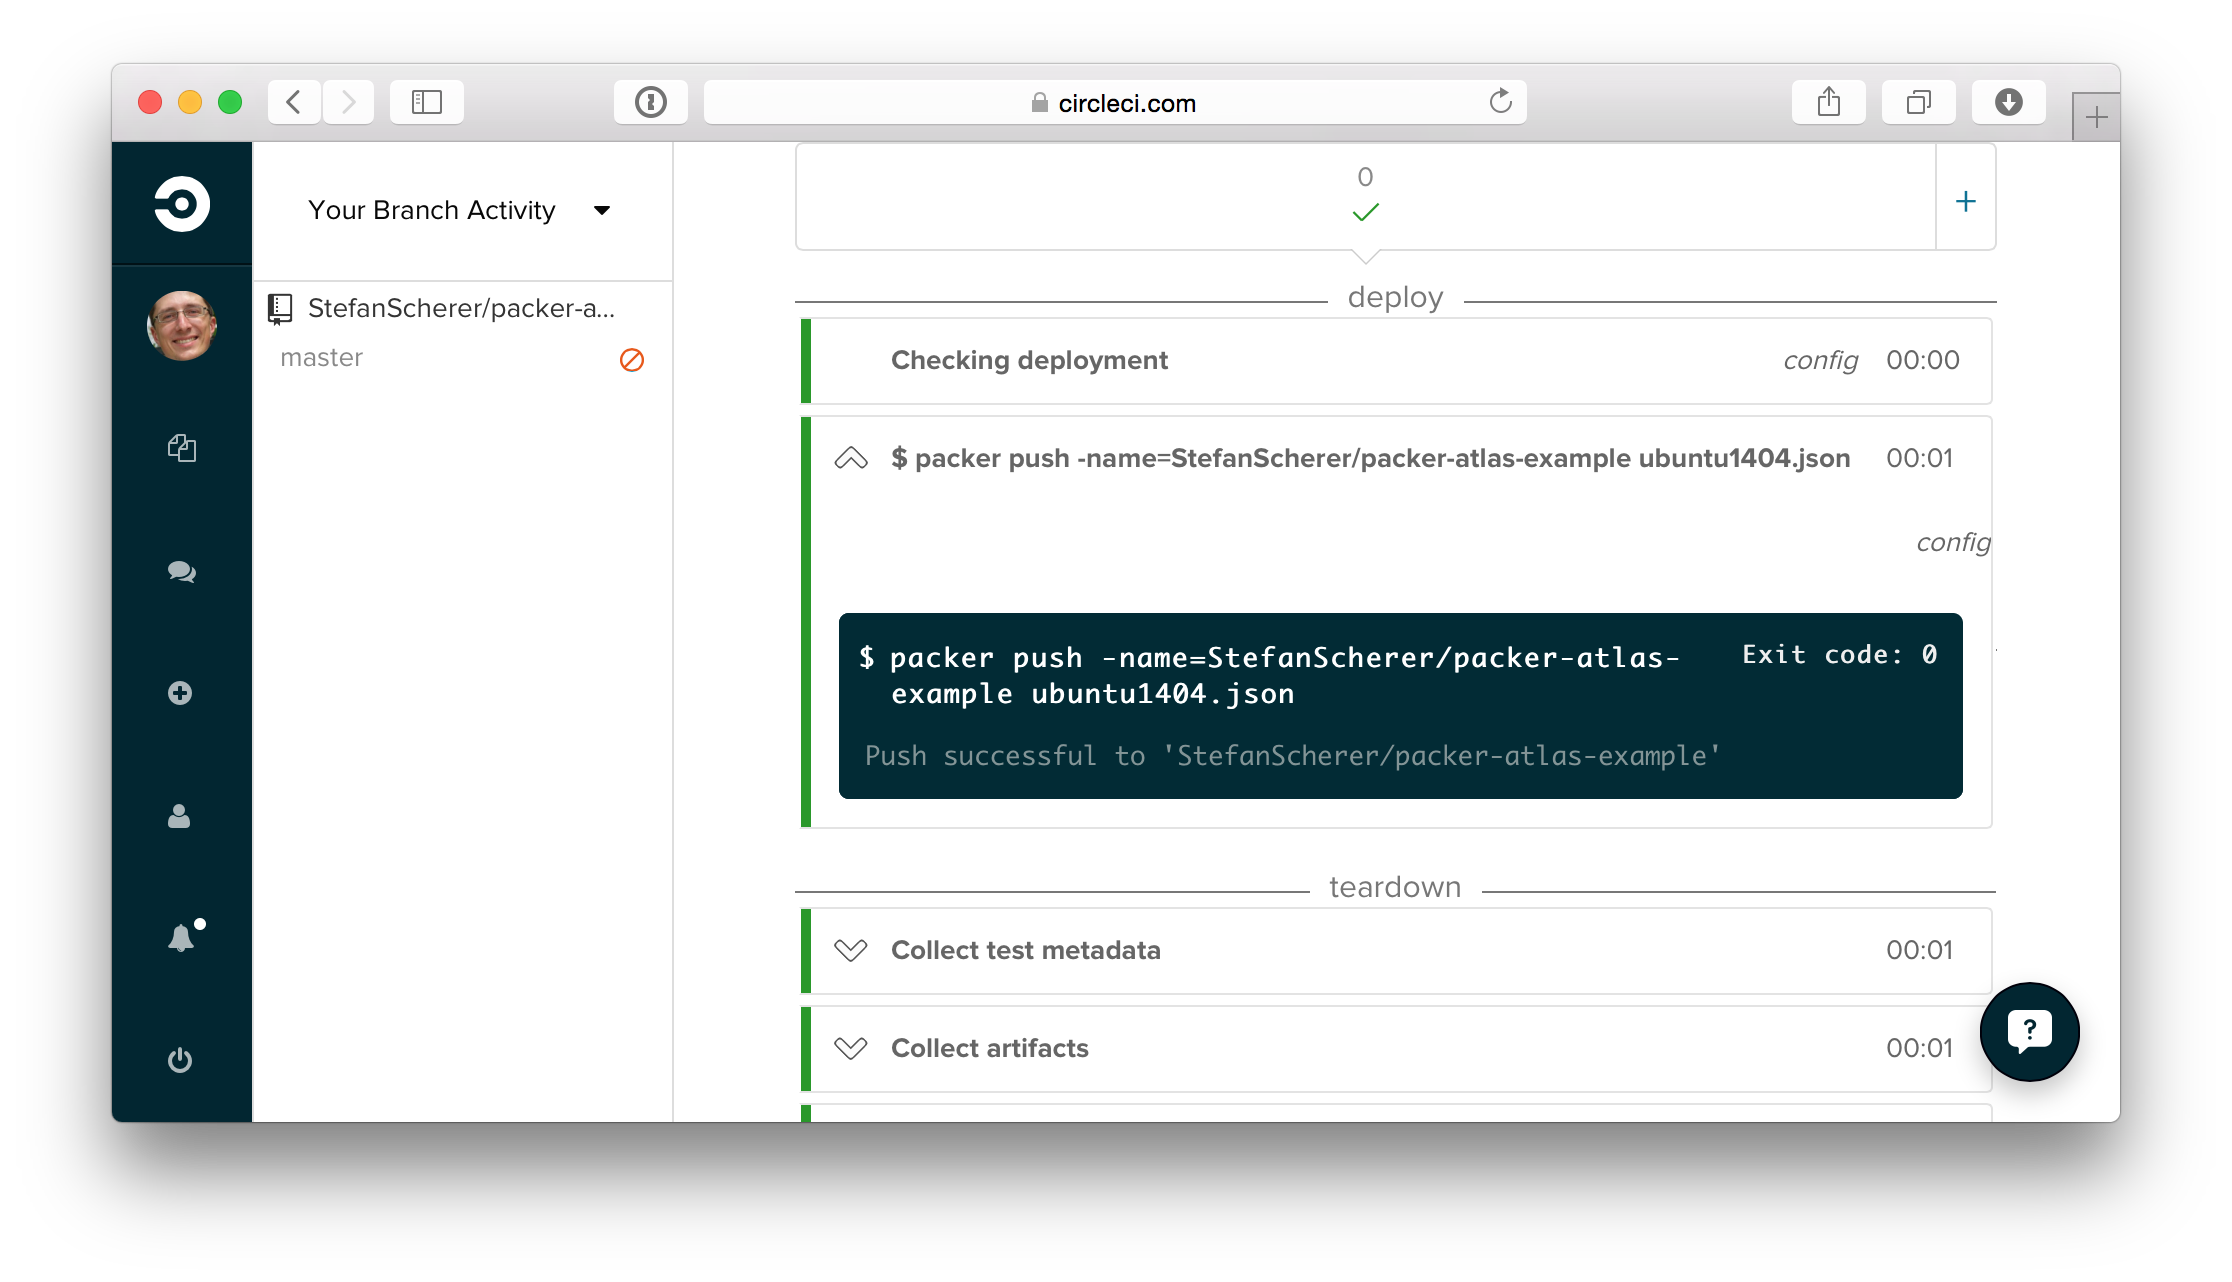 circleci.com
Your Branch Activity
StefanScherer/packer-a...
master
0
+
deploy
Checking deployment config 00:00
$ packer push -name=StefanScherer/packer-atlas-example ubuntu1404.json 00:01
config
$ packer push -name=StefanScherer/packer-atlas- Exit code: 0
example ubuntu1404.json
Push successful to 'StefanScherer/packer-atlas-example'
teardown
Collect test metadata 00:01
Collect artifacts 00:01
?